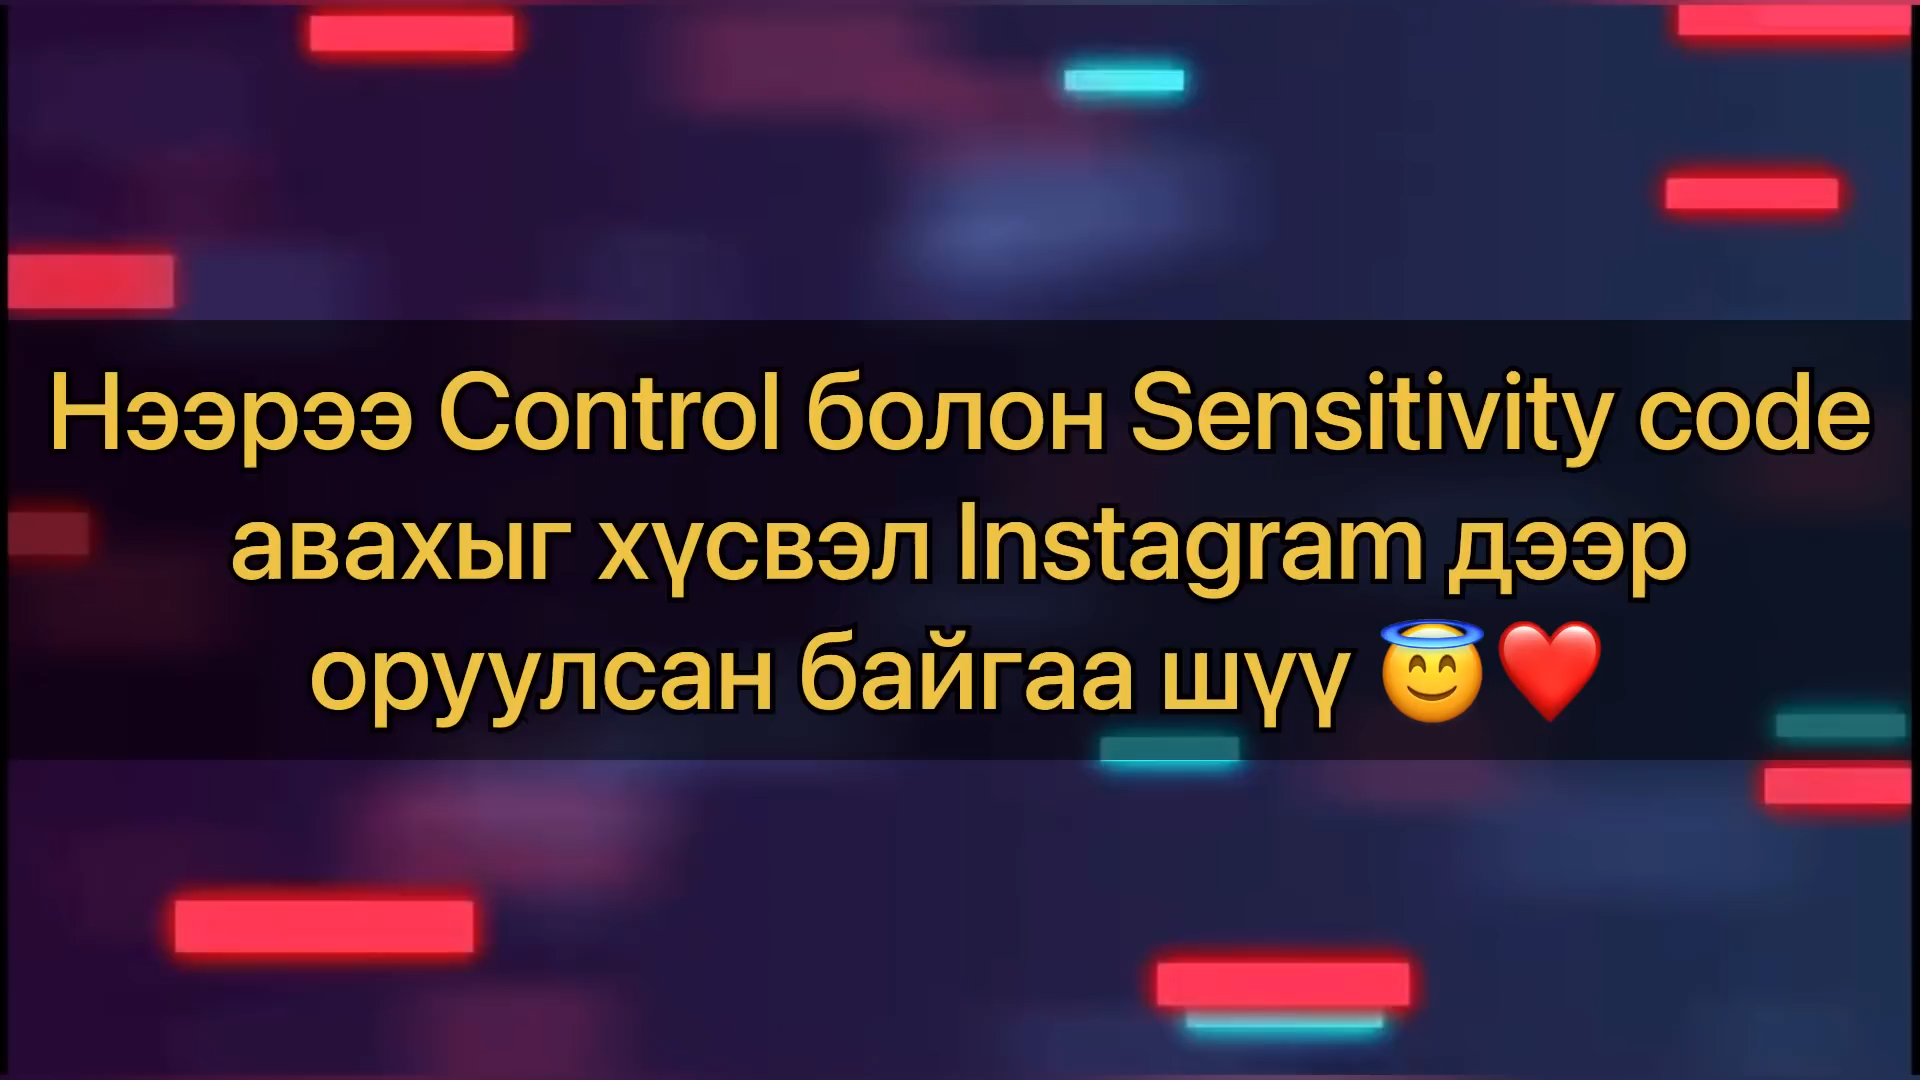 Нээрээ Control болон Sensitivity code
авахыг хүсвэл Instagram дээр
оруулсан байгаа шүү 😇❤️